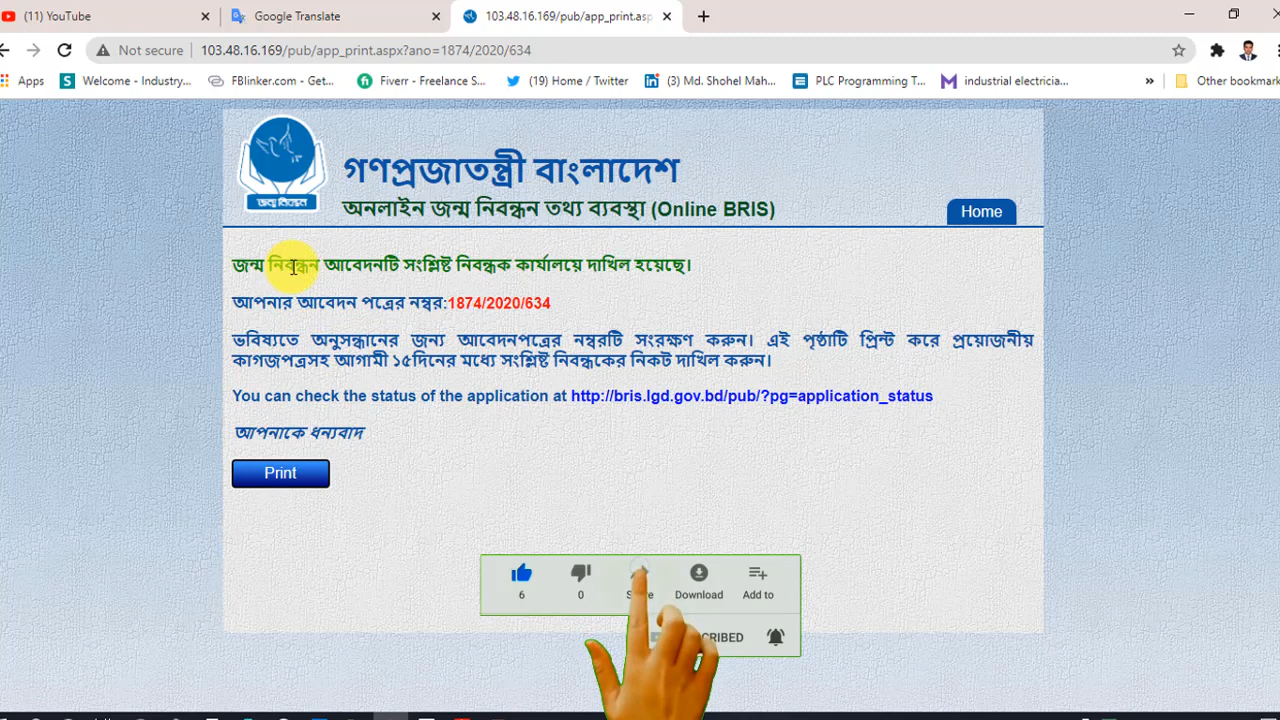 (11) YouTube
Google Translate
103.48.16.169/pub/app_print.asp
Not secure 103.48.16.169/pub/app_print.aspx?ano=1874/2020/634
Apps Welcome - Industry... FBlinker.com - Get... Fiverr - Freelance S... (19) Home / Twitter (3) Md. Shohel Mah... PLC Programming T... industrial electricia... » Other bookmark
জন্ম নিবন্ধন
গণপ্রজাতন্ত্রী বাংলাদেশ
অনলাইন জন্ম নিবন্ধন তথ্য ব্যবস্থা (Online BRIS)
Home
জন্ম নিবন্ধন আবেদনটি সংশ্লিষ্ট নিবন্ধক কার্যালয়ে দাখিল হয়েছে।
আপনার আবেদন পত্রের নম্বর:1874/2020/634
ভবিষ্যতে অনুসন্ধানের জন্য আবেদনপত্রের নম্বরটি সংরক্ষণ করুন। এই পৃষ্ঠাটি প্রিন্ট করে প্রয়োজনীয়
কাগজপত্রসহ আগামী ১৫দিনের মধ্যে সংশ্লিষ্ট নিবন্ধকের নিকট দাখিল করুন।
You can check the status of the application at http://bris.lgd.gov.bd/pub/?pg=application_status
আপনাকে ধন্যবাদ
Print
6 0 Download Add to